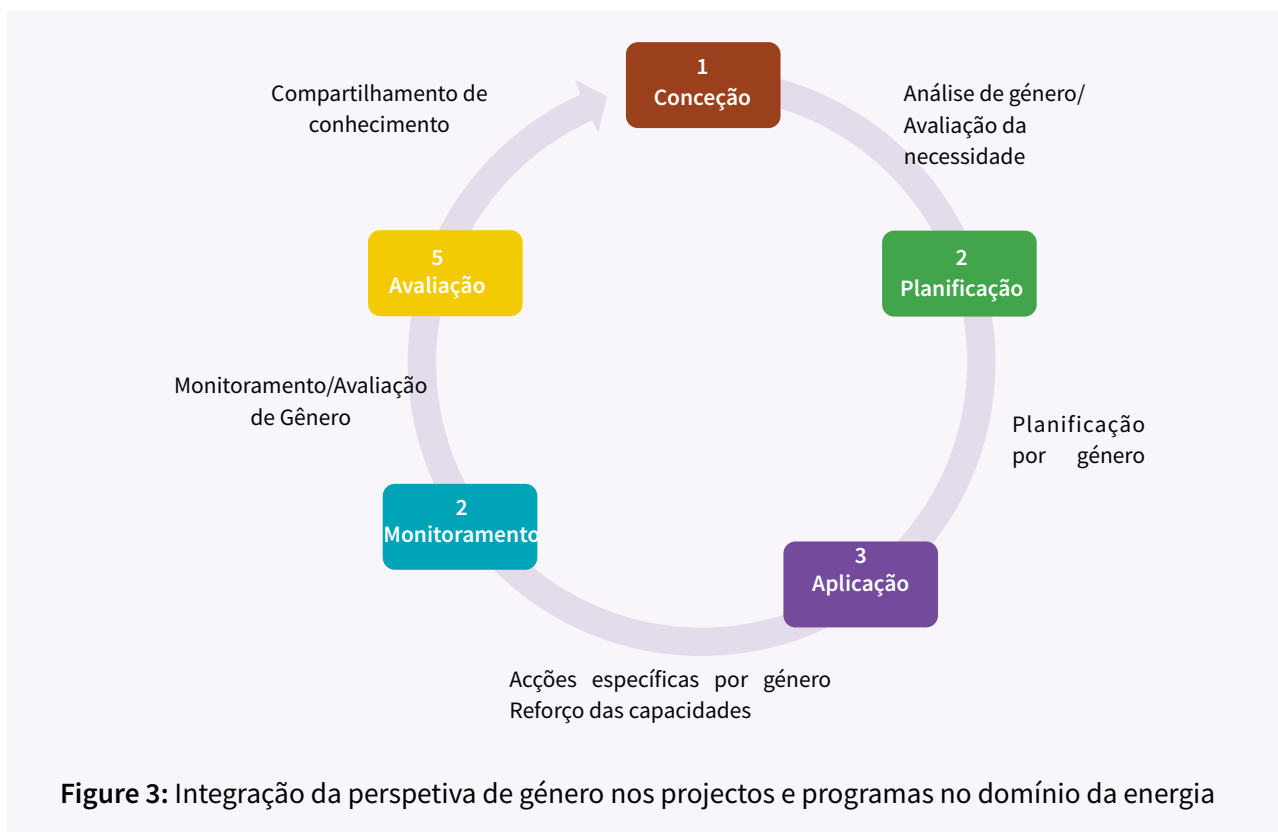 1
Conceção
Análise de género/
Avaliação da
necessidade
2
Planificação
Planificação
por género
3
Aplicação
Acções específicas por género
Reforço das capacidades
2
Monitoramento
Monitoramento/Avaliação
de Gênero
5
Avaliação
Compartilhamento de
conhecimento
Figure 3: Integração da perspetiva de género nos projectos e programas no domínio da energia